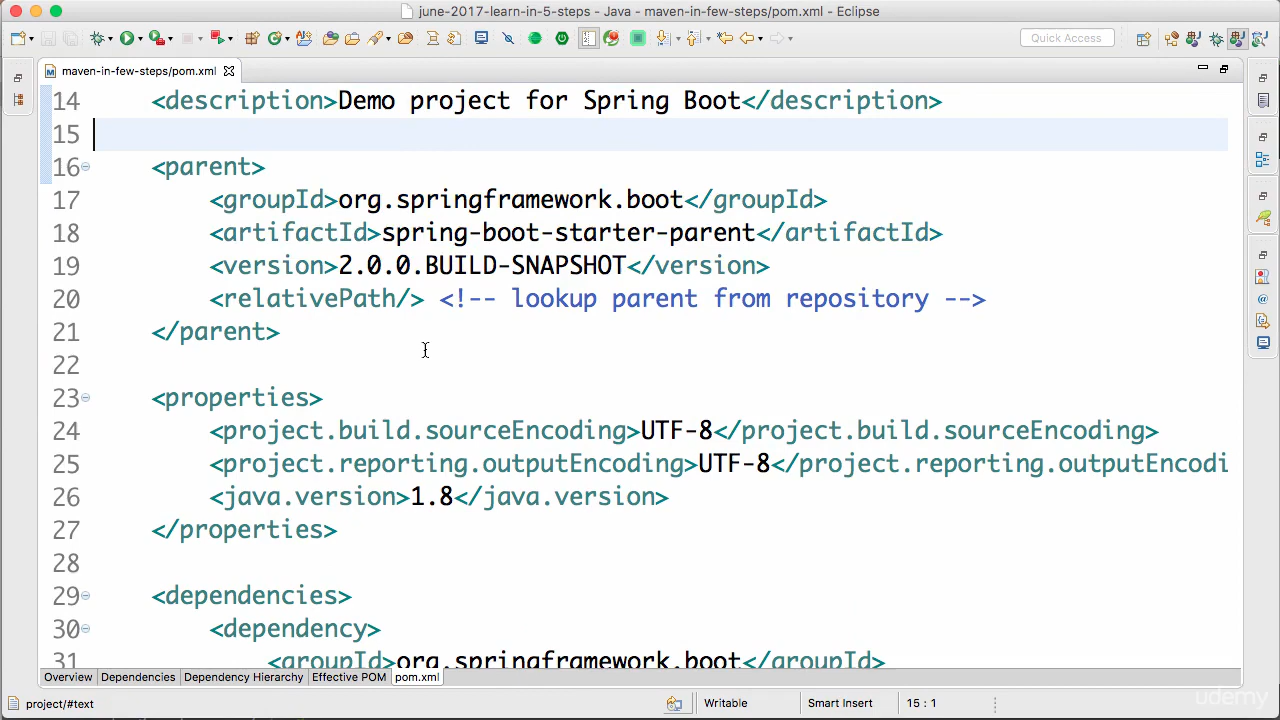 june-2017-learn-in-5-steps - Java - maven-in-few-steps/pom.xml - Eclipse
Quick Access
maven-in-few-steps/pom.xml
14 <description>Demo project for Spring Boot</description>
15
16 <parent>
17 <groupId>org.springframework.boot</groupId>
18 <artifactId>spring-boot-starter-parent</artifactId>
19 <version>2.0.0.BUILD-SNAPSHOT</version>
20 <relativePath/> <!-- lookup parent from repository -->
21 </parent>
22
23 <properties>
24 <project.build.sourceEncoding>UTF-8</project.build.sourceEncoding>
25 <project.reporting.outputEncoding>UTF-8</project.reporting.outputEncodi
26 <java.version>1.8</java.version>
27 </properties>
28
29 <dependencies>
30 <dependency>
31 <groupId>org.springframework.boot</groupId>
Overview Dependencies Dependency Hierarchy Effective POM pom.xml
project/#text Writable Smart Insert 15 : 1
udemy